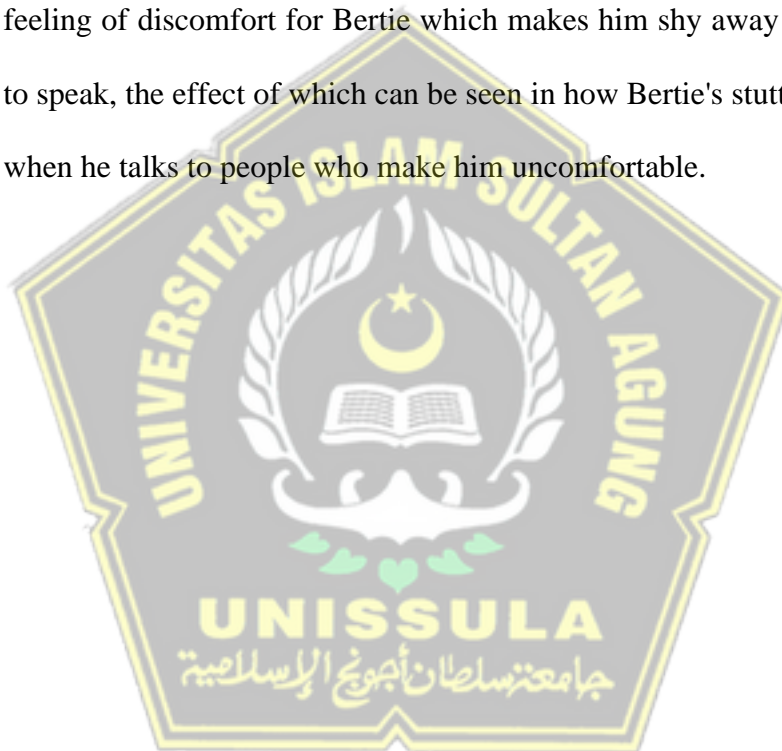 feeling of discomfort for Bertie which makes him shy away
to speak, the effect of which can be seen in how Bertie's stutt
when he talks to people who make him uncomfortable.
UNIVERSITAS ISLAM SULTAN AGUNG
UNISSULA
جامعة سلطان أجونج الإسلامية